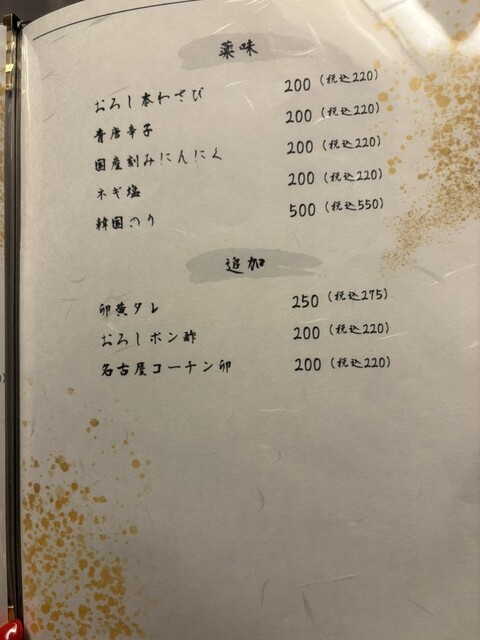 薬味
おろし本わさび 200（税込220）
青唐辛子 200（税込220）
国産刻みにんにく 200（税込220）
ネギ塩 200（税込220）
韓国のり 500（税込550）
追加
卵黄タレ 250（税込275）
おろしポン酢 200（税込220）
名古屋コーチン卵 200（税込220）